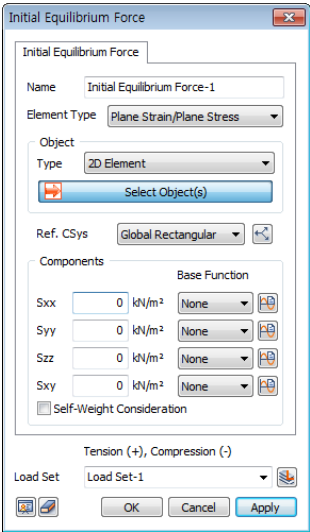 Initial Equilibrium Force
Initial Equilibrium Force
Name Initial Equilibrium Force-1
Element Type Plane Strain/Plane Stress
Object
Type 2D Element
Select Object(s)
Ref. CSys Global Rectangular
Components
Base Function
Sxx 0 kN/m² None
Syy 0 kN/m² None
Szz 0 kN/m² None
Sxy 0 kN/m² None
Self-Weight Consideration
Tension (+), Compression (-)
Load Set Load Set-1
OK Cancel Apply